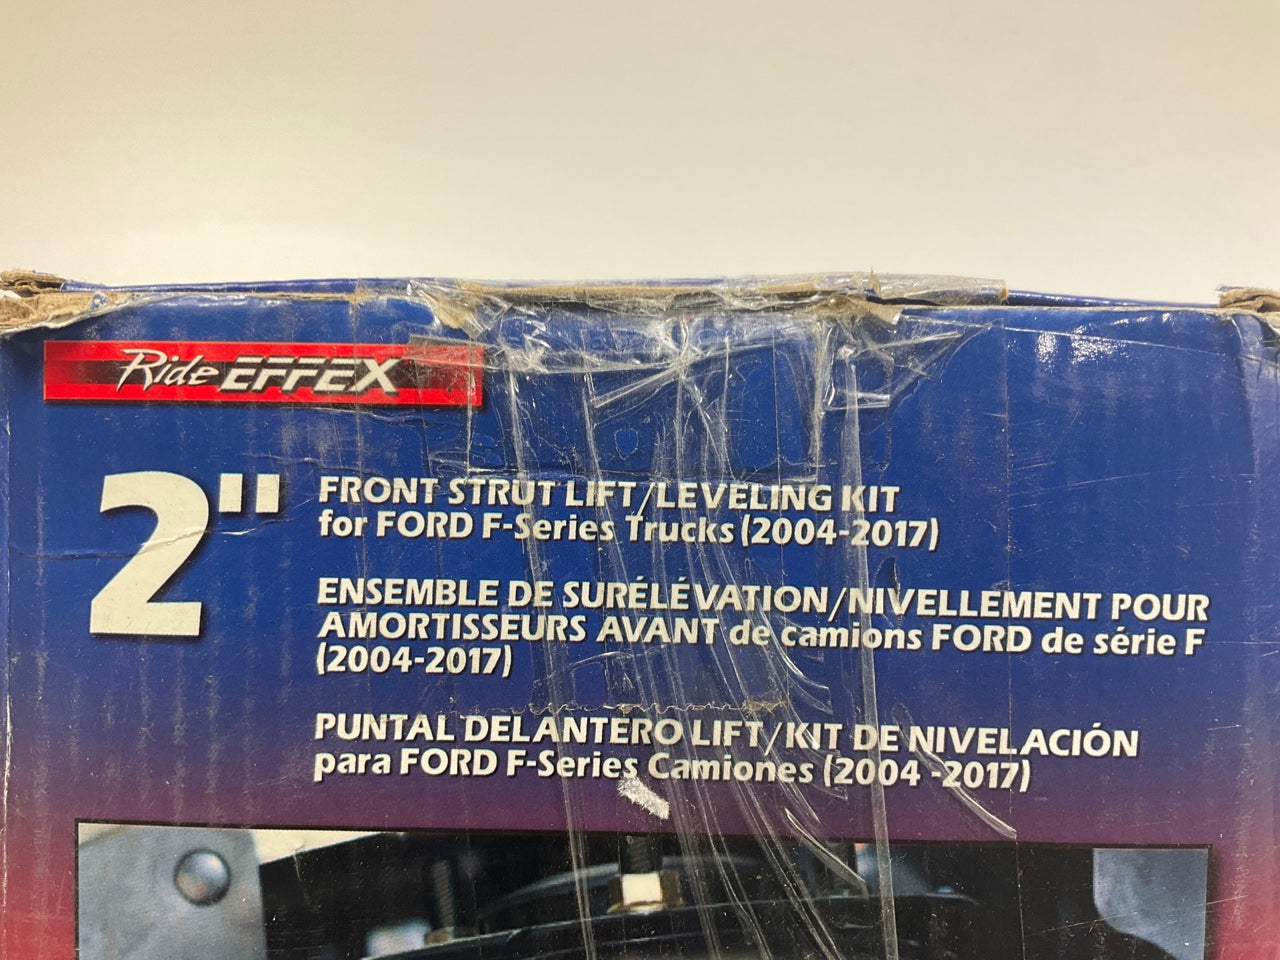 Ride EFFEX
2"
FRONT STRUT LIFT/LEVELING KIT
for FORD F-Series Trucks (2004-2017)
ENSEMBLE DE SURÉLÉVATION/NIVELLEMENT POUR
AMORTISSEURS AVANT de camions FORD de série F
(2004-2017)
PUNTAL DELANTERO LIFT/KIT DE NIVELACIÓN
para FORD F-Series Camiones (2004 -2017)